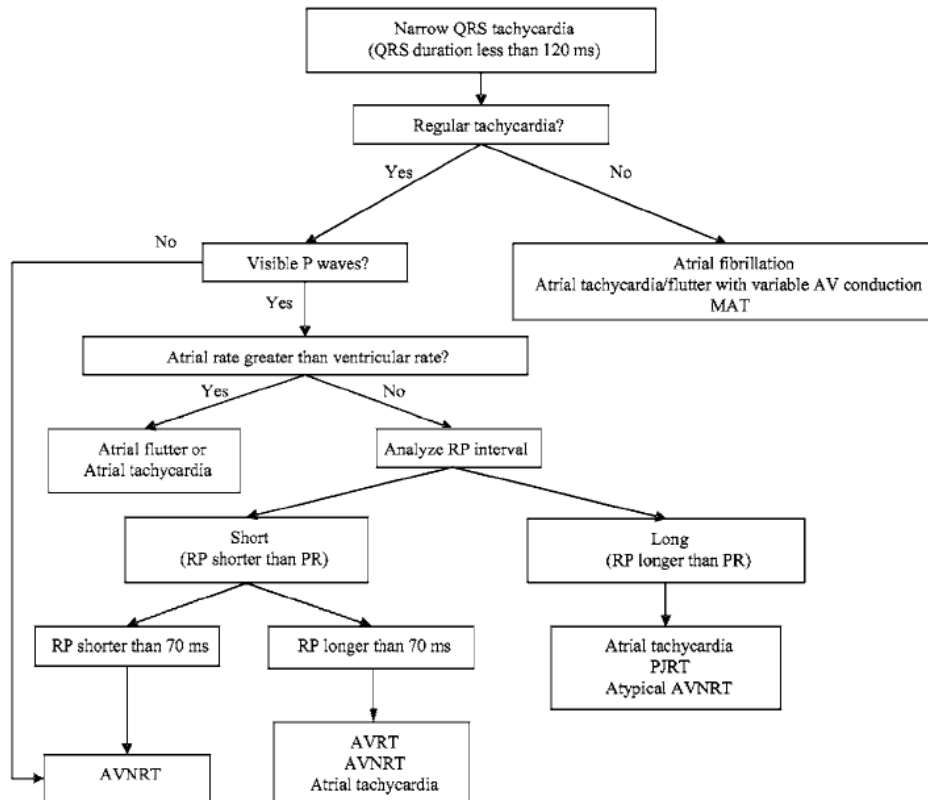 Narrow QRS tachycardia
(QRS duration less than 120 ms)
Regular tachycardia?
Yes
No
No
Visible P waves?
Atrial fibrillation
Atrial tachycardia/flutter with variable AV conduction
MAT
Yes
Atrial rate greater than ventricular rate?
Yes
No
Atrial flutter or
Atrial tachycardia
Analyze RP interval
Short
(RP shorter than PR)
Long
(RP longer than PR)
RP shorter than 70 ms
RP longer than 70 ms
Atrial tachycardia
PJRT
Atypical AVNRT
AVNRT
AVRT
AVNRT
Atrial tachycardia